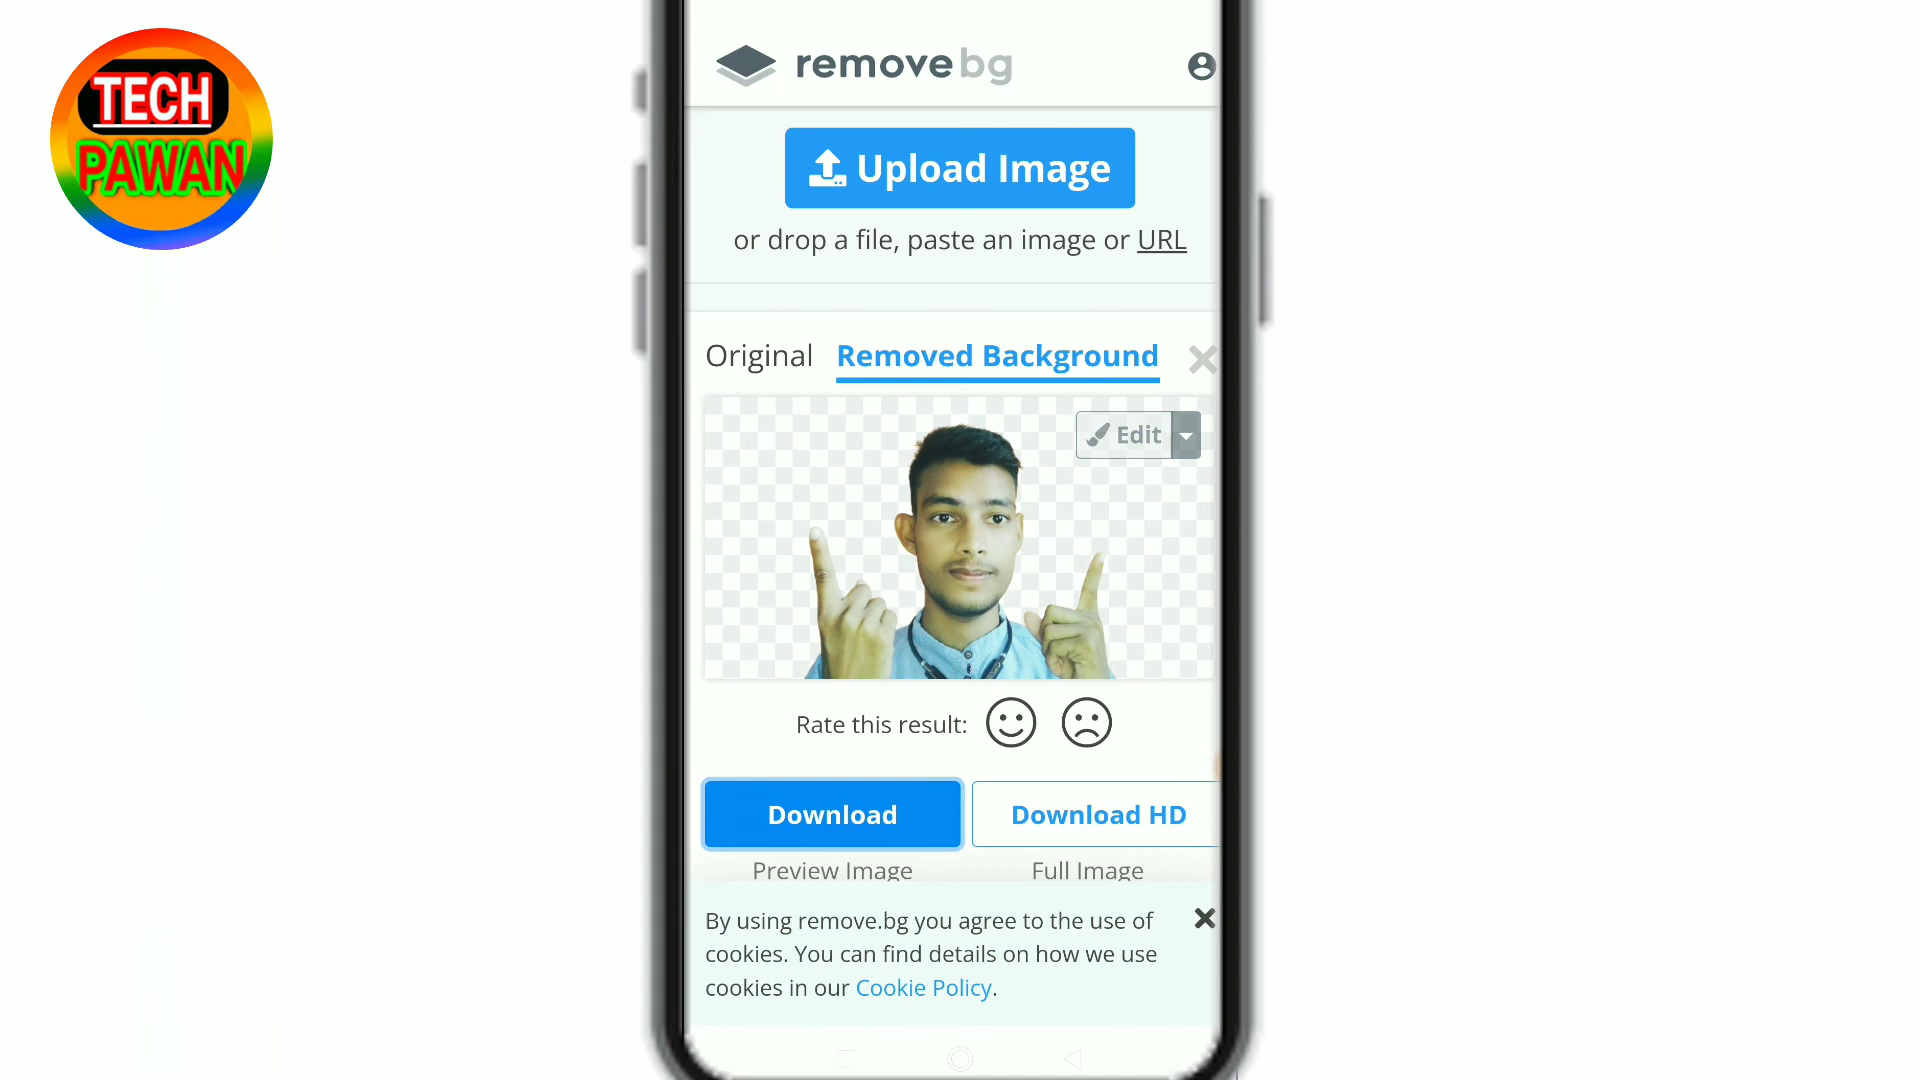 TECH
PAWAN
removebg
Upload Image
or drop a file, paste an image or URL
Original
Removed Background
Edit
Rate this result:
Download
Download HD
Preview Image
Full Image
By using remove.bg you agree to the use of
cookies. You can find details on how we use
cookies in our Cookie Policy.